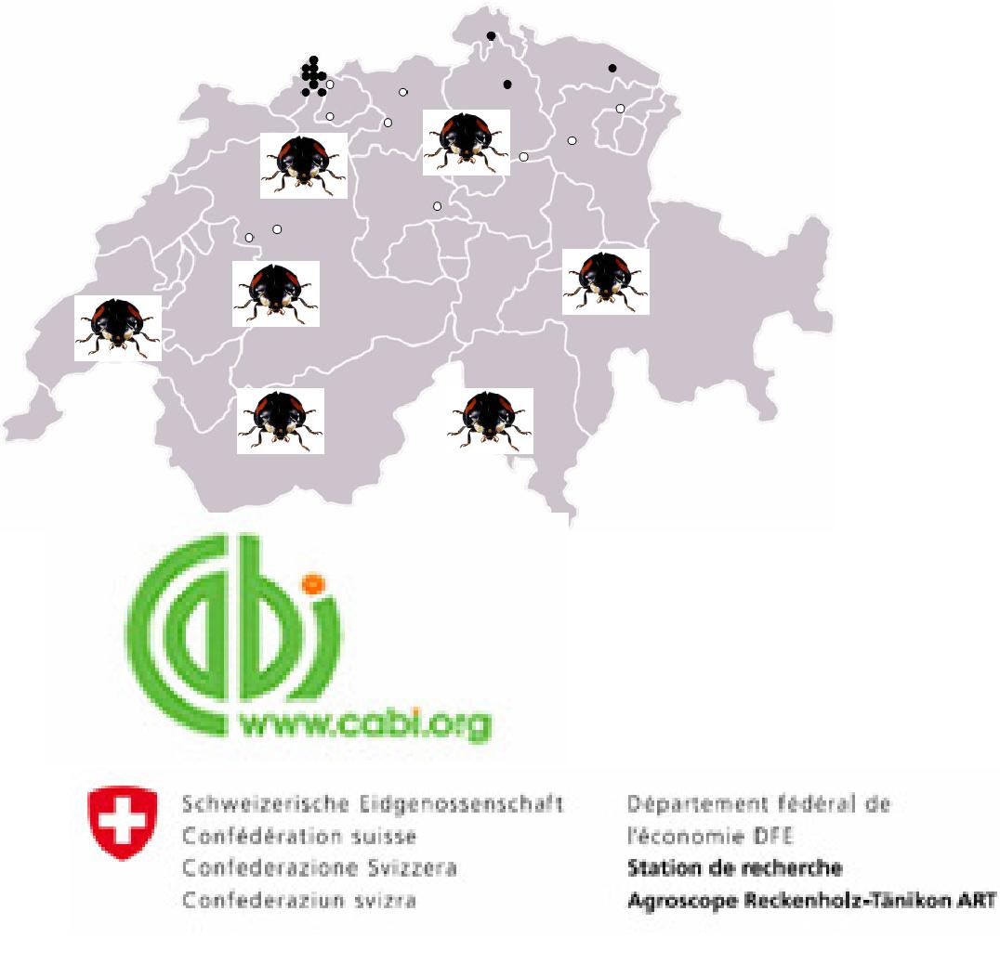 cabi
www.cabi.org
Schweizerische Eidgenossenschaft
Confédération suisse
Confederazione Svizzera
Confederaziun svizra
Département fédéral de
l'économie DFE
Station de recherche
Agroscope Reckenholz-Tänikon ART